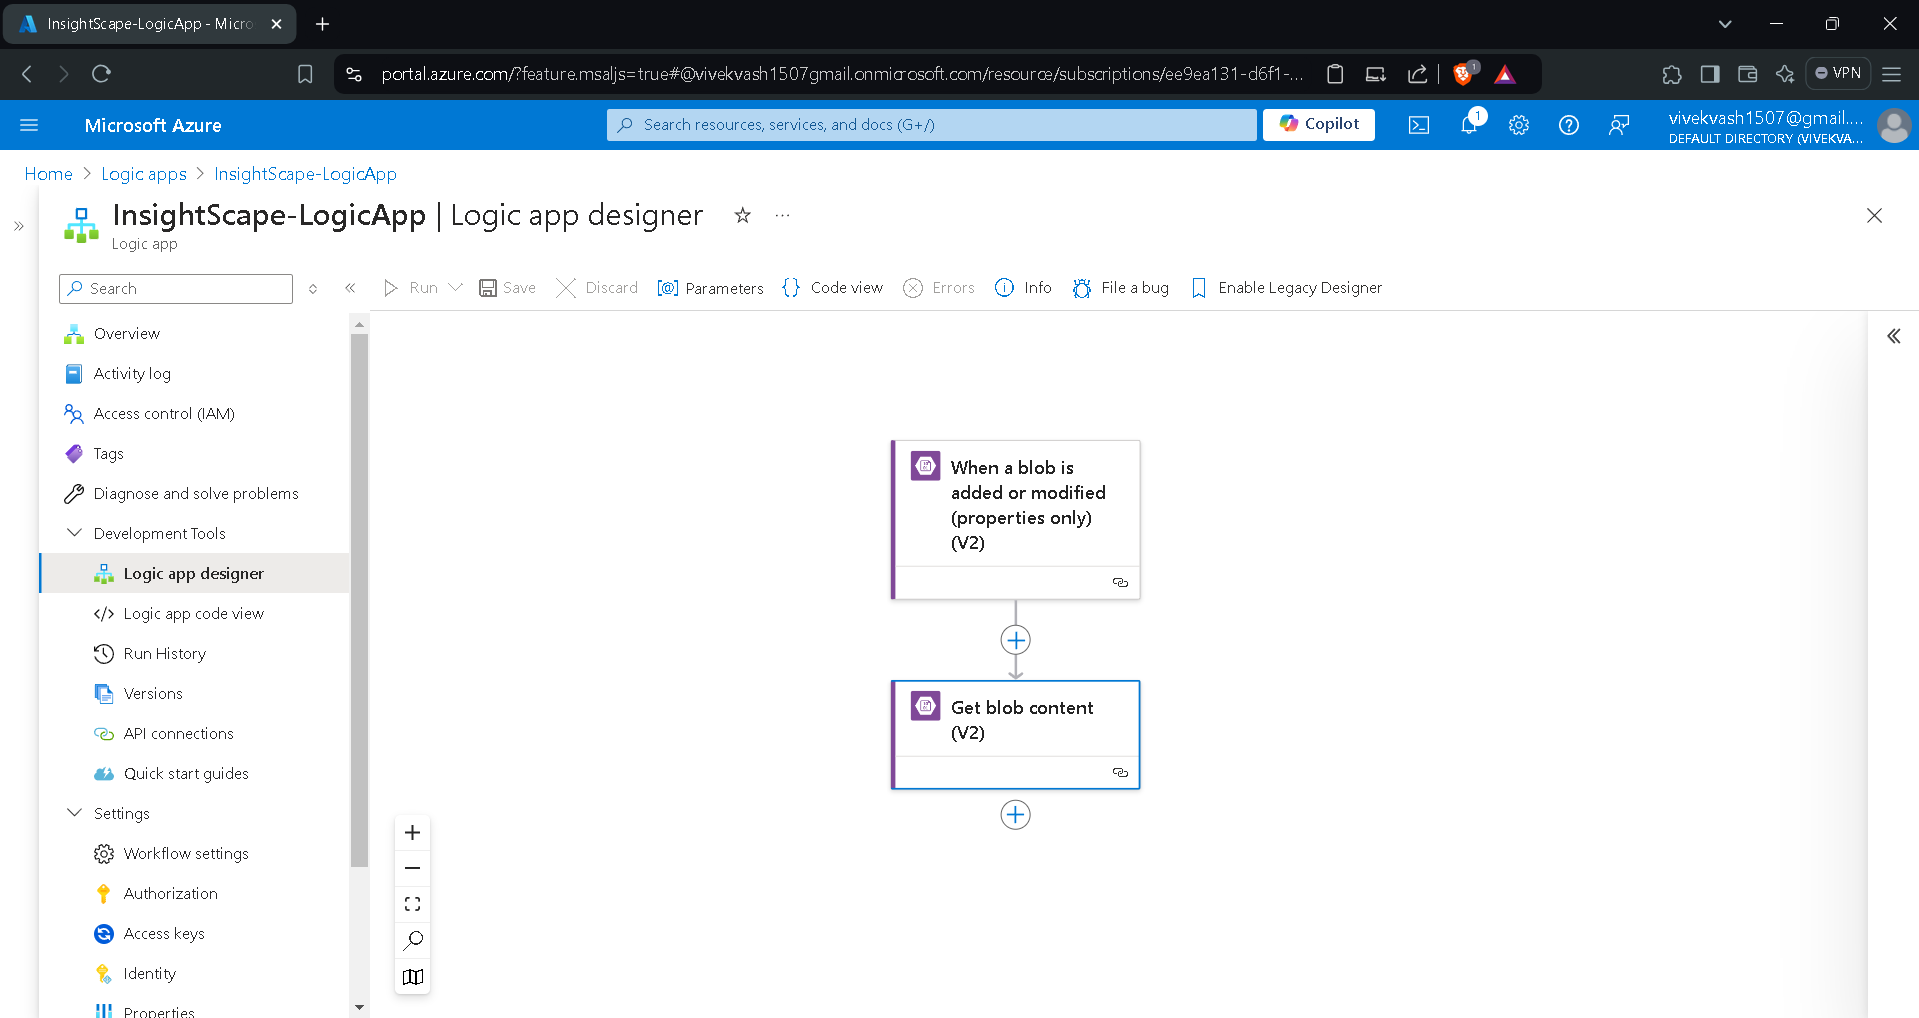 InsightScape-LogicApp - Micro
portal.azure.com/?feature.msaljs=true#@vivekvash1507gmail.onmicrosoft.com/resource/subscriptions/ee9ea131-d6f1-...
1
VPN
Microsoft Azure
Search resources, services, and docs (G+/)
Copilot
1
vivekvash1507@gmail....
DEFAULT DIRECTORY (VIVEKVA...
Home > Logic apps > InsightScape-LogicApp
InsightScape-LogicApp | Logic app designer
Logic app
Search
Run
Save
Discard
Parameters
Code view
Errors
Info
File a bug
Enable Legacy Designer
Overview
Activity log
Access control (IAM)
Tags
Diagnose and solve problems
Development Tools
Logic app designer
Logic app code view
Run History
Versions
API connections
Quick start guides
Settings
Workflow settings
Authorization
Access keys
Identity
Properties
When a blob is
added or modified
(properties only)
(V2)
Get blob content
(V2)